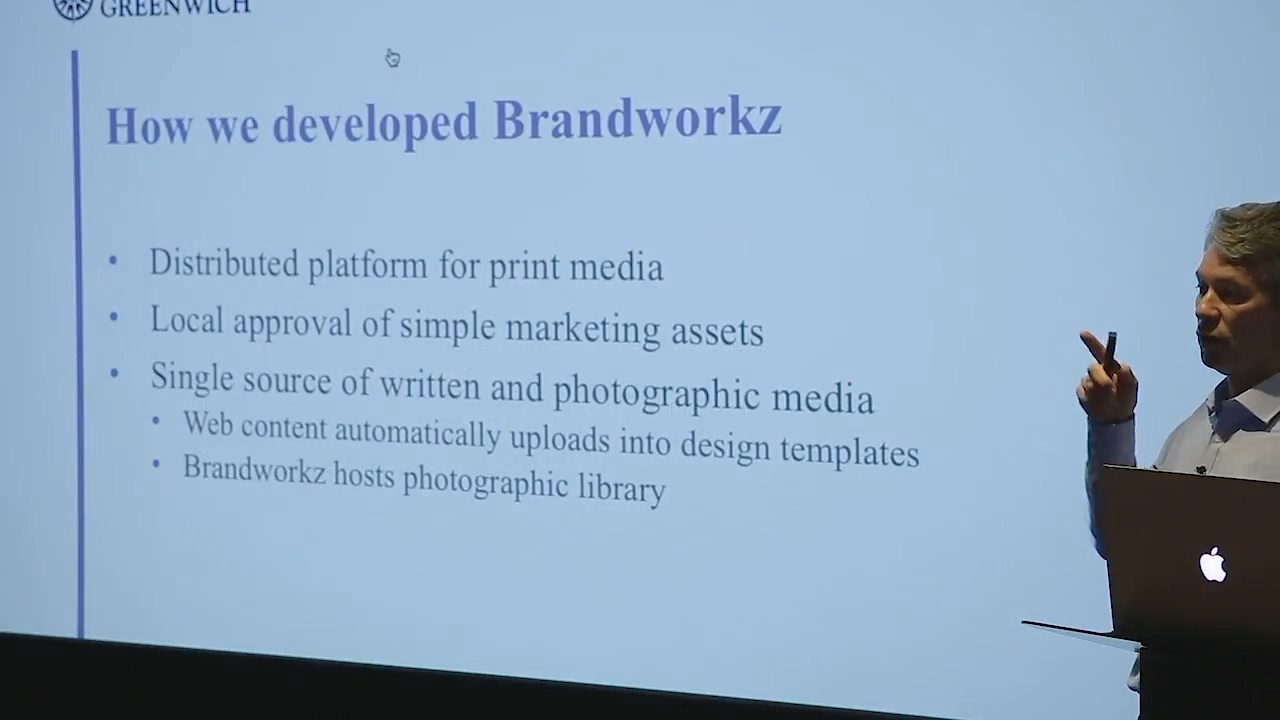 GREENWICH
How we developed Brandworkz
• Distributed platform for print media
• Local approval of simple marketing assets
• Single source of written and photographic media
• Web content automatically uploads into design templates
• Brandworkz hosts photographic library